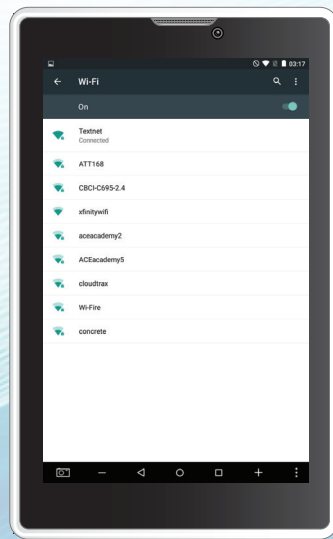 03:17
Wi-Fi
On
Textnet
Connected
ATT168
CBCI-C695-2.4
xfinitywifi
aceacademy2
ACEacademy5
cloudtrax
Wi-Fire
concrete